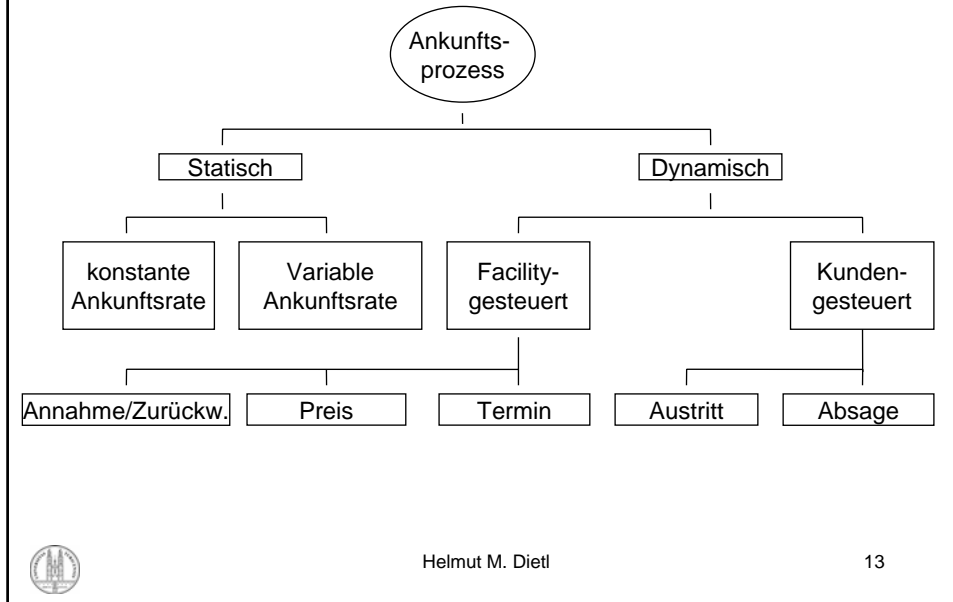 Ankunfts-
prozess
Statisch
Dynamisch
konstante
Ankunftsrate
Variable
Ankunftsrate
Facility-
gesteuert
Kunden-
gesteuert
Annahme/Zurückw.
Preis
Termin
Austritt
Absage
Helmut M. Dietl
13